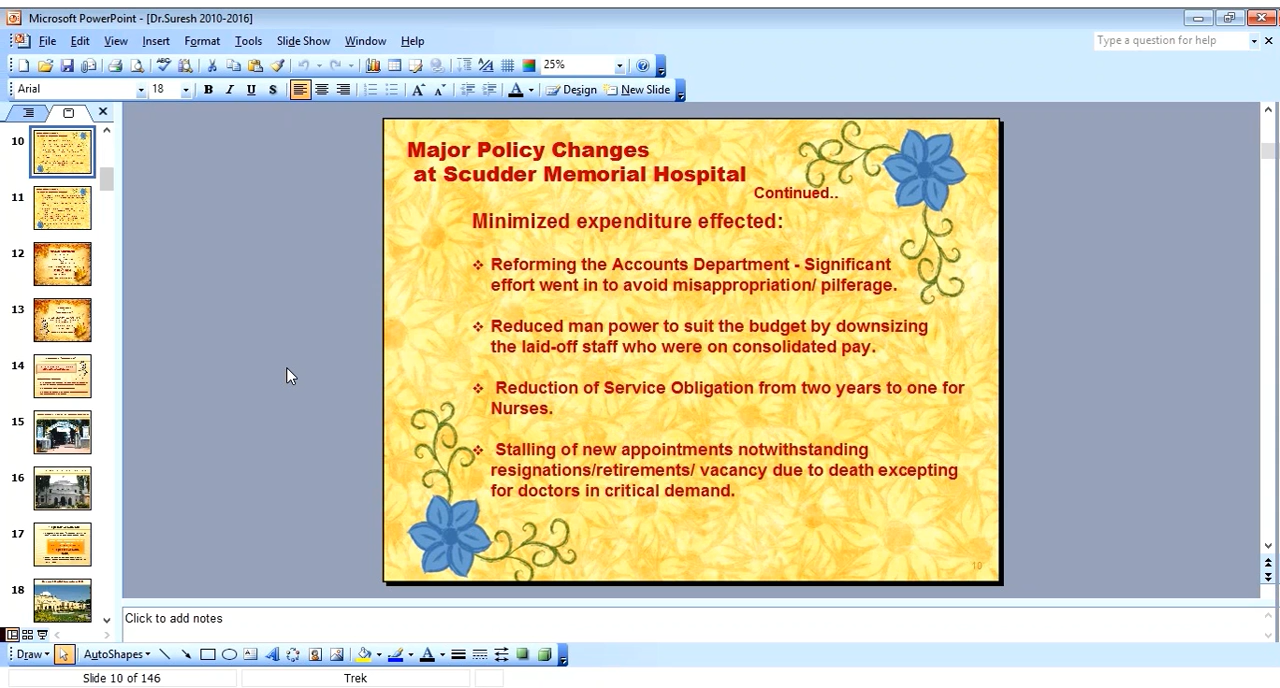 Microsoft PowerPoint - [Dr.Suresh 2010-2016]
File Edit View Insert Format Tools Slide Show Window Help
Type a question for help
25%
Arial 18 B I U S A A A Design New Slide
Major Policy Changes
at Scudder Memorial Hospital
Continued..
Minimized expenditure effected:
❖ Reforming the Accounts Department - Significant
effort went in to avoid misappropriation/ pilferage.
❖ Reduced man power to suit the budget by downsizing
the laid-off staff who were on consolidated pay.
❖ Reduction of Service Obligation from two years to one for
Nurses.
❖ Stalling of new appointments notwithstanding
resignations/retirements/ vacancy due to death excepting
for doctors in critical demand.
10
10
11
12
13
14
15
16
17
18
Click to add notes
Draw AutoShapes A
Slide 10 of 146 Trek